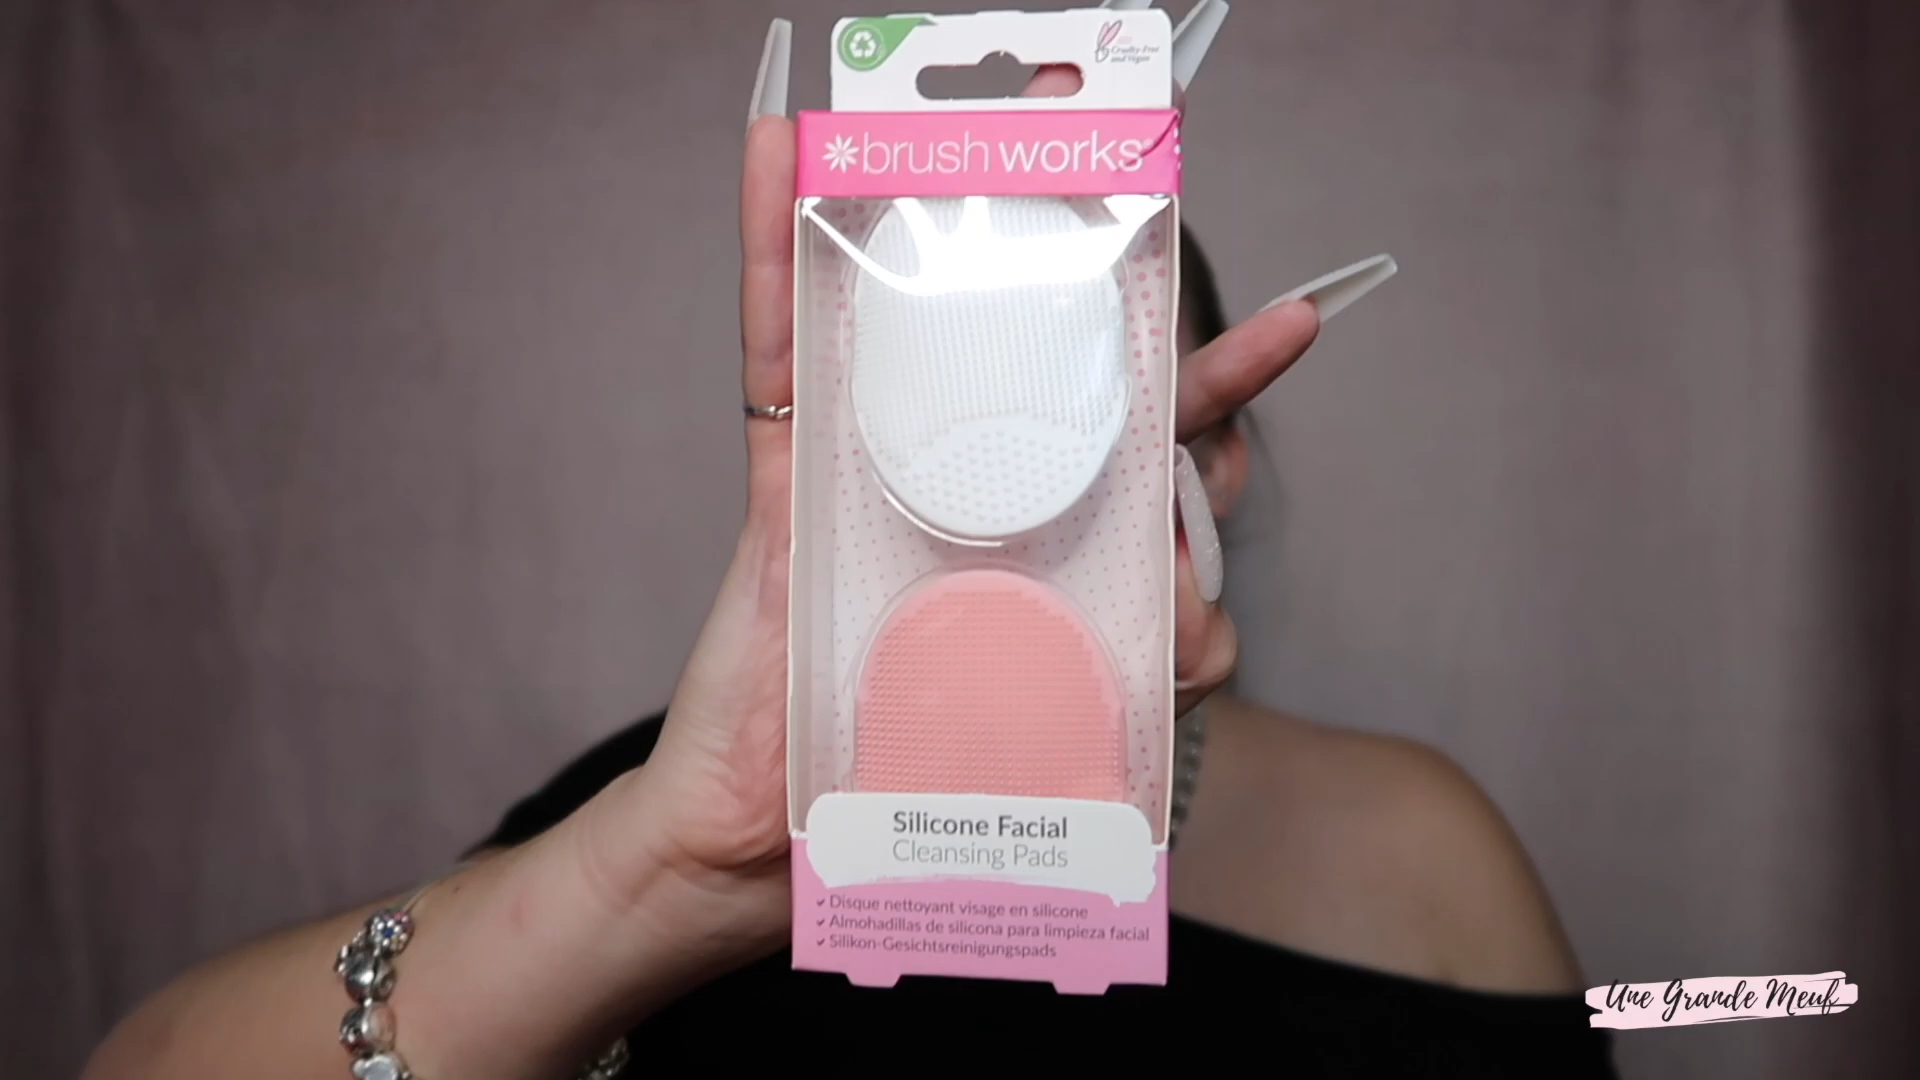 Cruelty-Free
and Vegan
brushworks
Silicone Facial
Cleansing Pads
Disque nettoyant visage en silicone
Almohadillas de silicona para limpieza facial
Silikon-Gesichtsreinigungspads
Une Grande Meuf